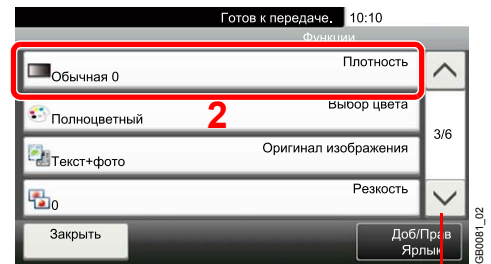 Готов к передаче. 10:10
Функции
Плотность
Обычная 0
Выбор цвета
Полноцветный
2
3/6
Оригинал изображения
Текст+фото
Резкость
0
Закрыть
Доб/Прав
Ярлык
GB0081_02